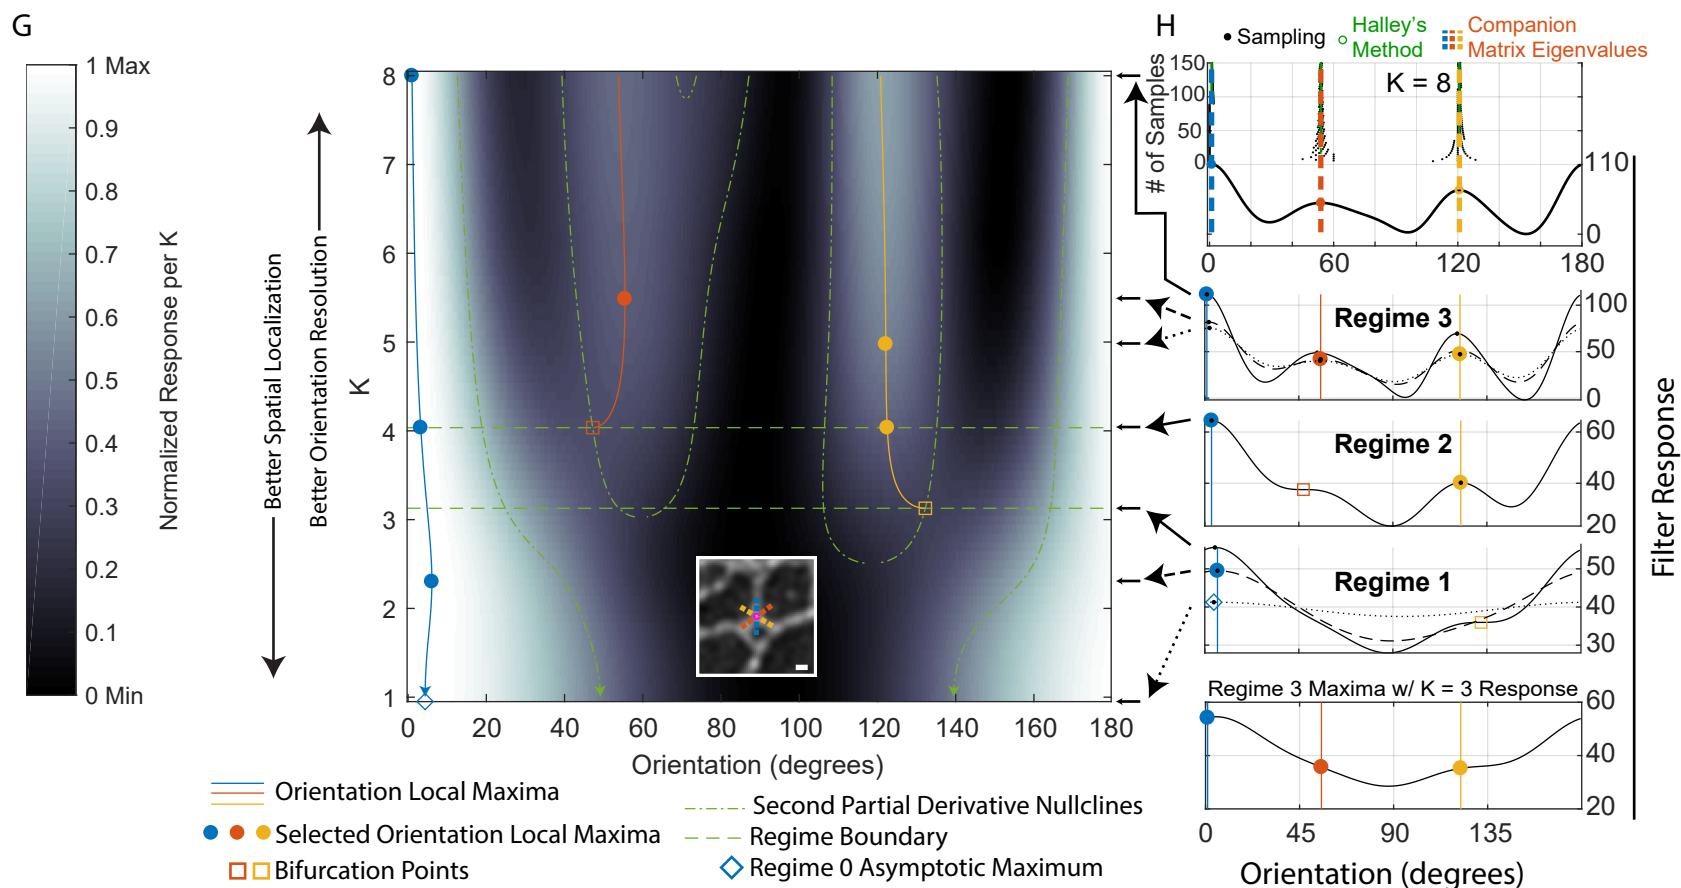 G
1 Max
0.9
0.8
0.7
0.6
0.5
0.4
0.3
0.2
0.1
0 Min
Normalized Response per K
Better Spatial Localization
Better Orientation Resolution
K
8
7
6
5
4
3
2
1
0
20
40
60
80
100
120
140
160
180
Orientation (degrees)
Orientation Local Maxima
Selected Orientation Local Maxima
Bifurcation Points
Second Partial Derivative Nullclines
Regime Boundary
Regime 0 Asymptotic Maximum
H
Sampling
Halley's
Method
Companion
Matrix Eigenvalues
# of Samples
150
100
50
0
K = 8
110
0
0
60
120
180
Regime 3
100
50
0
Regime 2
60
40
20
Regime 1
50
40
30
Regime 3 Maxima w/ K = 3 Response
60
40
20
0
45
90
135
Orientation (degrees)
Filter Response